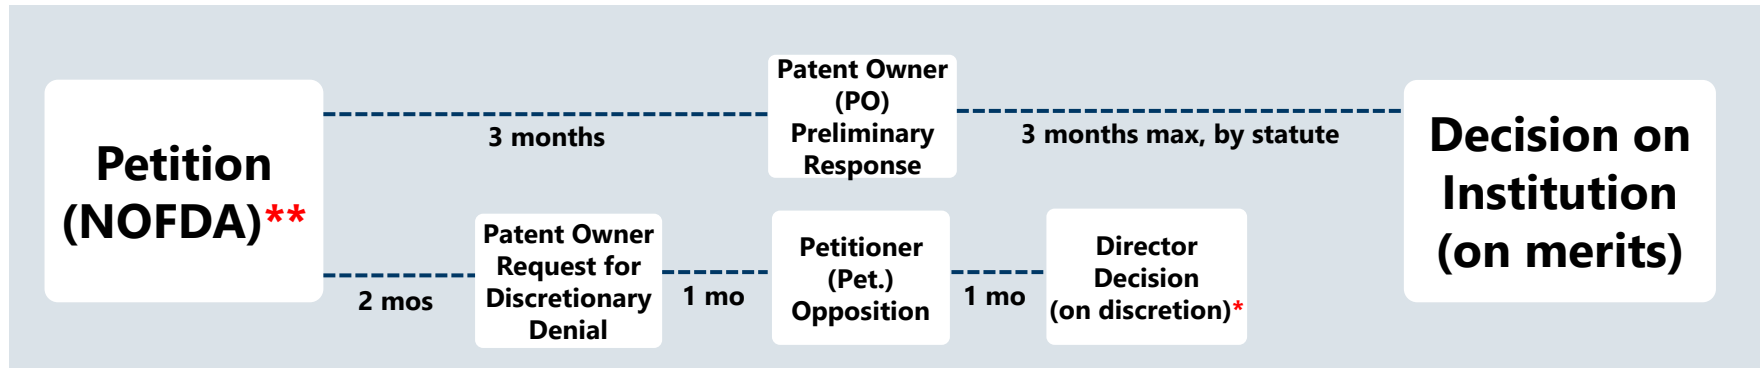 Petition
(NOFDA)**
3 months
Patent Owner
(PO)
Preliminary
Response
3 months max, by statute
Decision on
Institution
(on merits)
2 mos
Patent Owner
Request for
Discretionary
Denial
1 mo
Petitioner
(Pet.)
Opposition
1 mo
Director
Decision
(on discretion)*